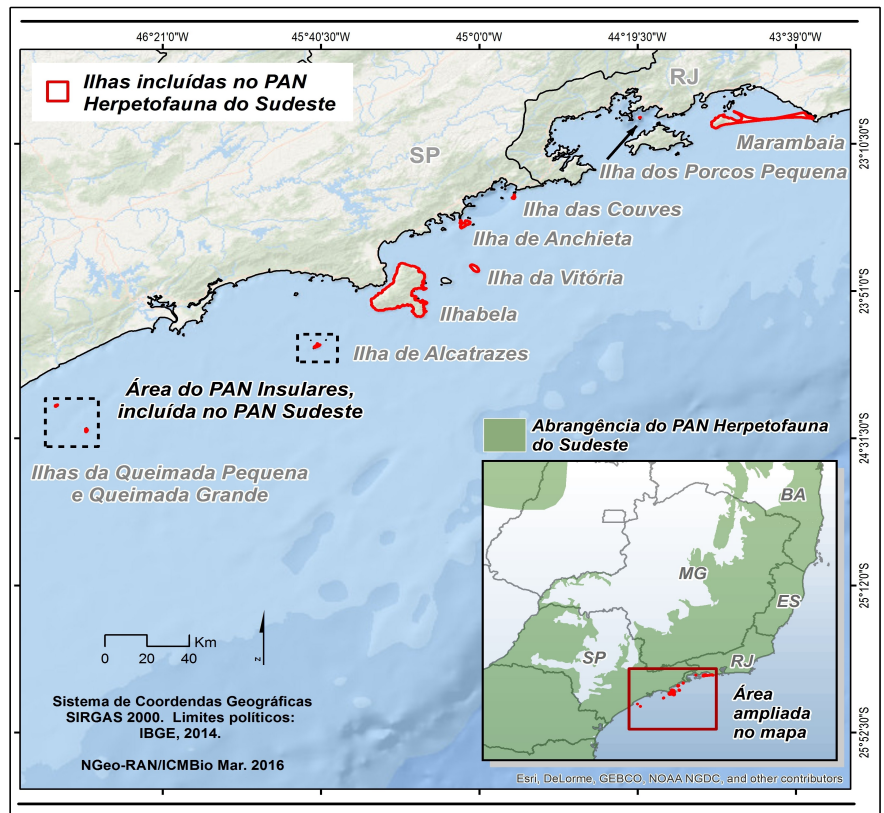 46°21'0"W
45°40'30"W
45°0'0"W
44°19'30"W
43°39'0"W
Ilhas incluídas no PAN
Herpetofauna do Sudeste
RJ
SP
23°10'30"S
Marambaia
Ilha dos Porcos Pequena
Ilha das Couves
Ilha de Anchieta
Ilha da Vitória
23°51'0"S
Ilhabela
Ilha de Alcatrazes
Área do PAN Insulares,
incluída no PAN Sudeste
24°31'30"S
Ilhas da Queimada Pequena
e Queimada Grande
Abrangência do PAN Herpetofauna
do Sudeste
BA
MG
ES
SP
RJ
25°12'0"S
Área
ampliada
no mapa
25°52'30"S
Km
0 20 40
N
Sistema de Coordendas Geográficas
SIRGAS 2000. Limites políticos:
IBGE, 2014.
NGeo-RAN/ICMBio Mar. 2016
Esri, DeLorme, GEBCO, NOAA NGDC, and other contributors